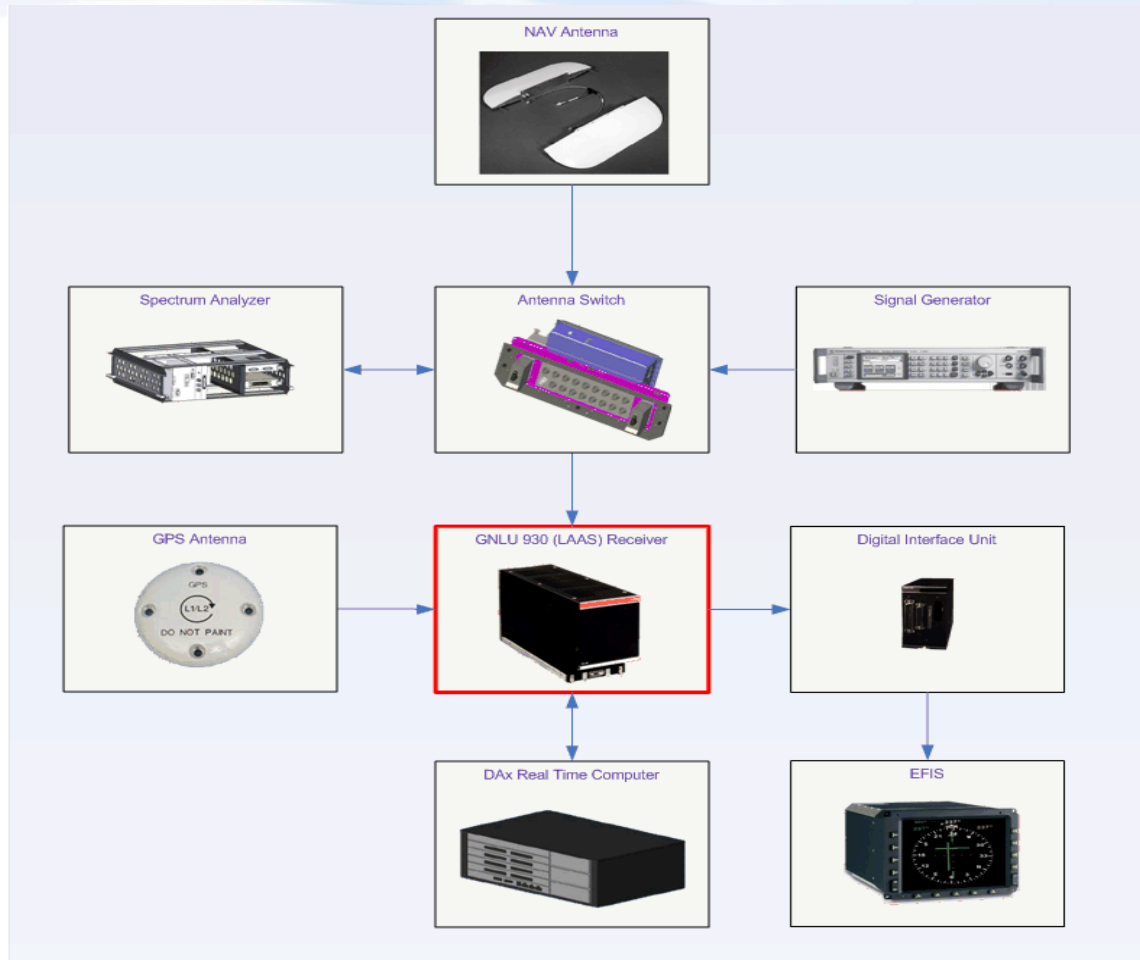 NAV Antenna
Spectrum Analyzer
Antenna Switch
Signal Generator
GPS Antenna
GPS
L1/L2
DO NOT PAINT
GNLU 930 (LAAS) Receiver
Digital Interface Unit
DAx Real Time Computer
EFIS